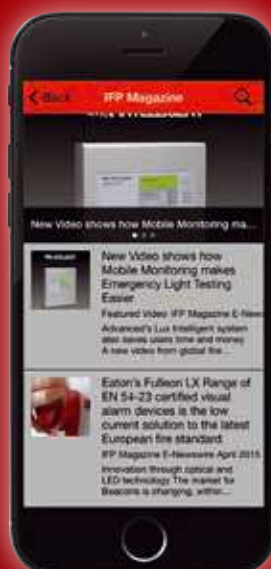 Back IFP Magazine
New Video shows how Mobile Monitoring ma...
New Video shows how
Mobile Monitoring makes
Emergency Light Testing
Easier
Featured Video IFP Magazine E-New
Advanced's Lux Intelligent system
also saves users time and money
A new video from global fire...
Eaton's Fulleon LX Range of
EN 54-23 certified visual
alarm devices is the low
current solution to the latest
European fire standard
IFP Magazine E-Newswire April 2015
Innovation through optical and
LED technology The market for
Beacons is changing, within...